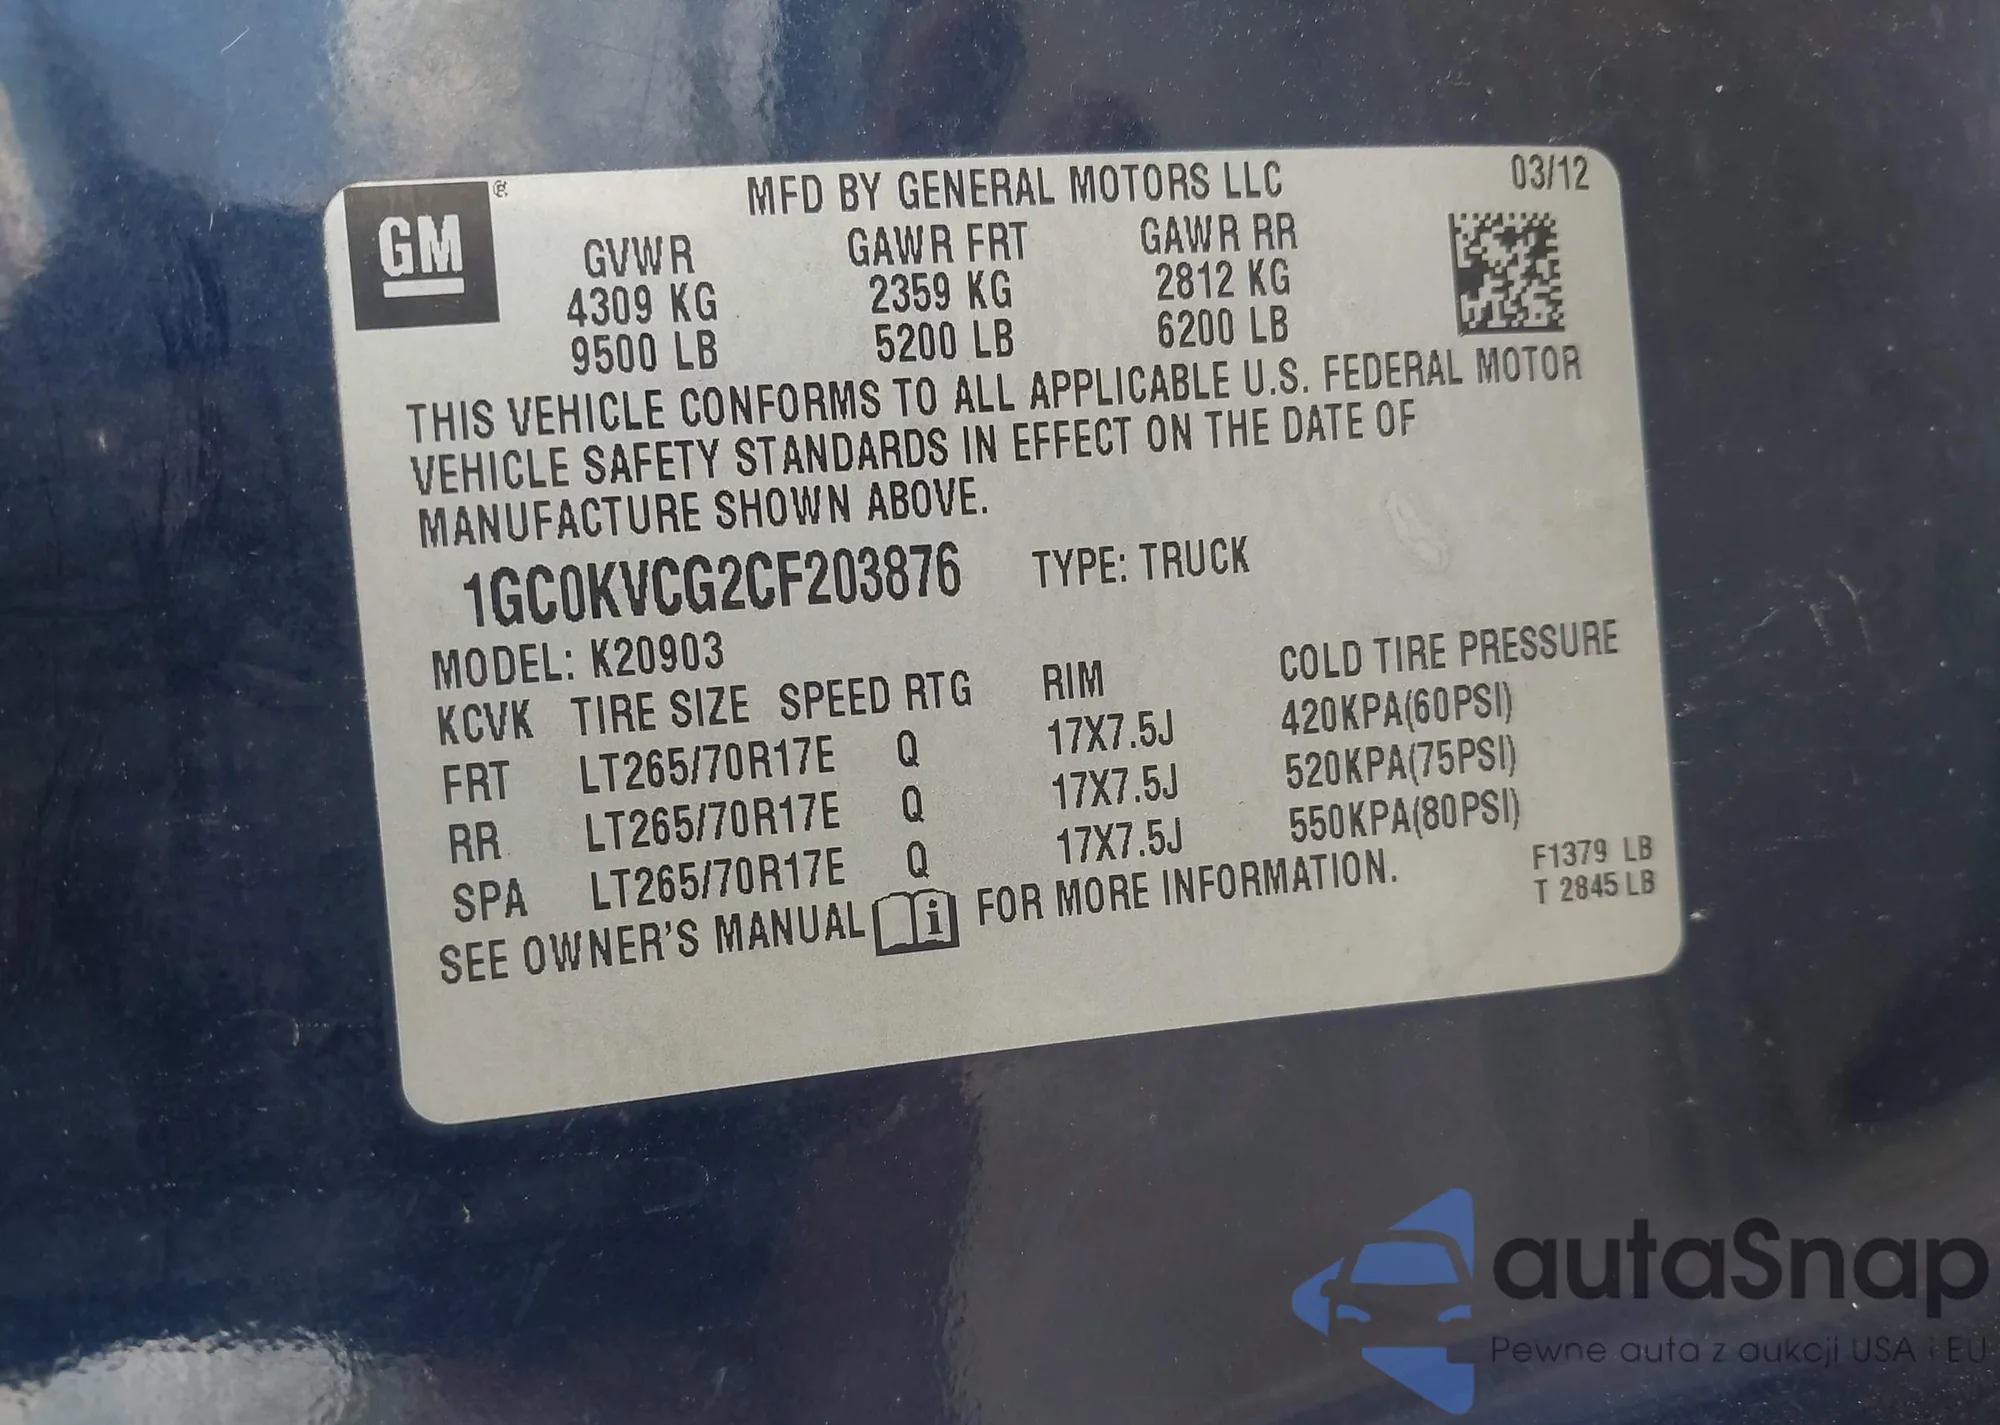 MFD BY GENERAL MOTORS LLC 03/12
GM
GVWR GAWR FRT GAWR RR
4309 KG 2359 KG 2812 KG
9500 LB 5200 LB 6200 LB
THIS VEHICLE CONFORMS TO ALL APPLICABLE U.S. FEDERAL MOTOR
VEHICLE SAFETY STANDARDS IN EFFECT ON THE DATE OF
MANUFACTURE SHOWN ABOVE.
1GC0KVCG2CF203876 TYPE: TRUCK
MODEL: K20903
KCVK TIRE SIZE SPEED RTG RIM COLD TIRE PRESSURE
FRT LT265/70R17E Q 17X7.5J 420KPA(60PSI)
RR LT265/70R17E Q 17X7.5J 520KPA(75PSI)
SPA LT265/70R17E Q 17X7.5J 550KPA(80PSI)
SEE OWNER'S MANUAL i FOR MORE INFORMATION.
F1379 LB
T 2845 LB
autaSnap
Pewne auta z aukcji USA i EU